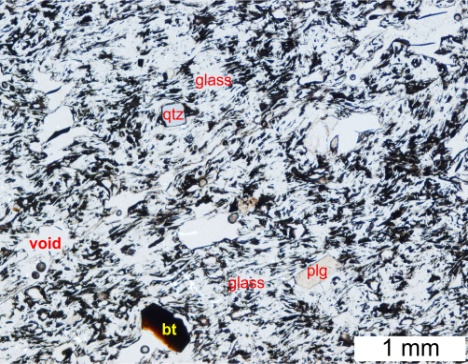 glass
qtz
void
plg
glass
bt
1 mm